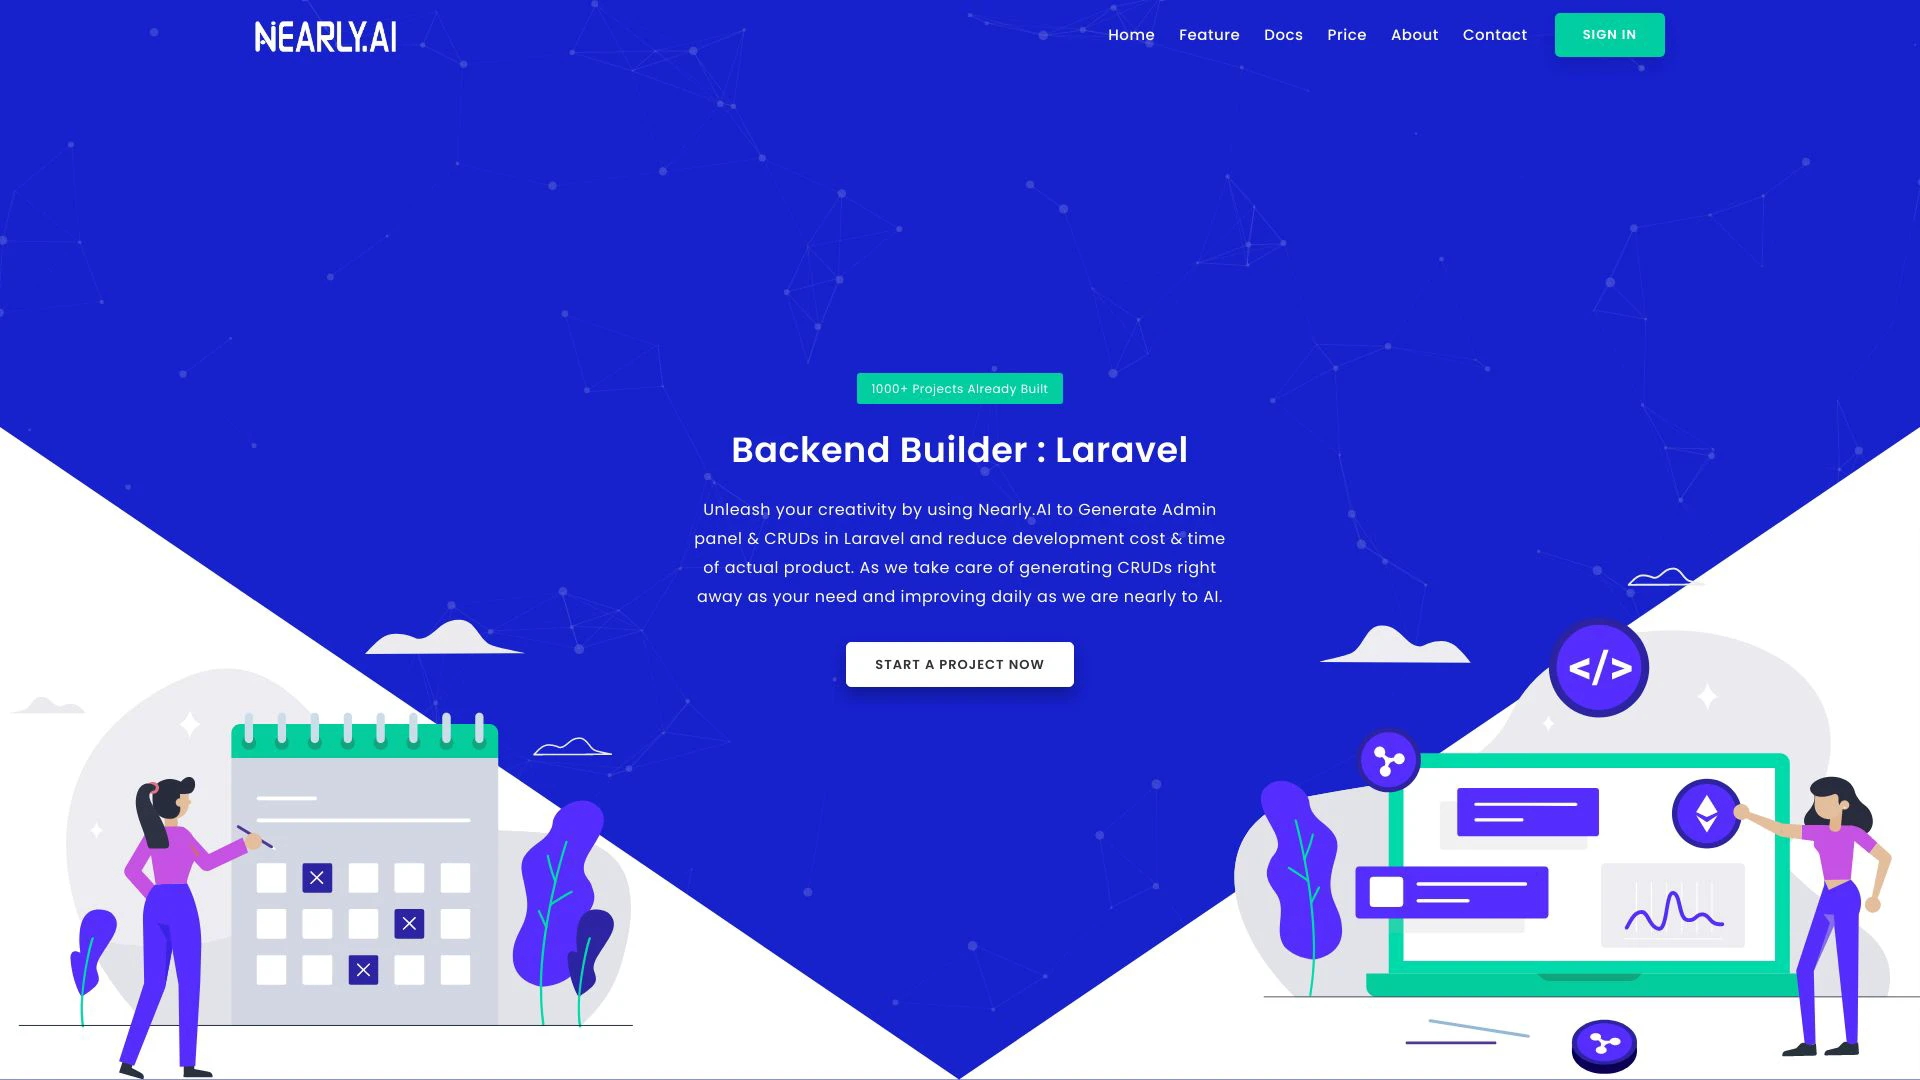 NEARLY.AI
Home Feature Docs Price About Contact SIGN IN
1000+ Projects Already Built
Backend Builder : Laravel
Unleash your creativity by using Nearly.AI to Generate Admin
panel & CRUDs in Laravel and reduce development cost & time
of actual product. As we take care of generating CRUDs right
away as your need and improving daily as we are nearly to AI.
START A PROJECT NOW
</>